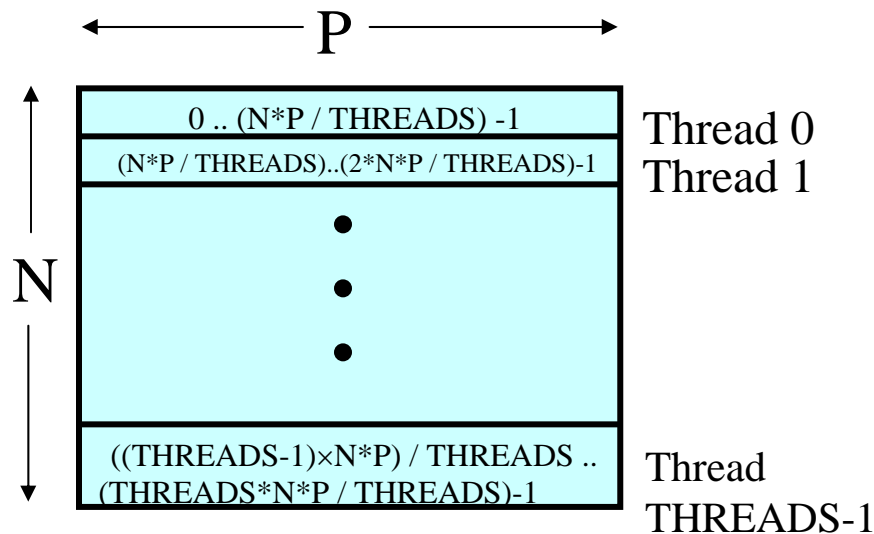 P
0 .. (N*P / THREADS) -1
Thread 0
(N*P / THREADS)..(2*N*P / THREADS)-1
Thread 1
N
((THREADS-1)×N*P) / THREADS ..
(THREADS*N*P / THREADS)-1
Thread
THREADS-1